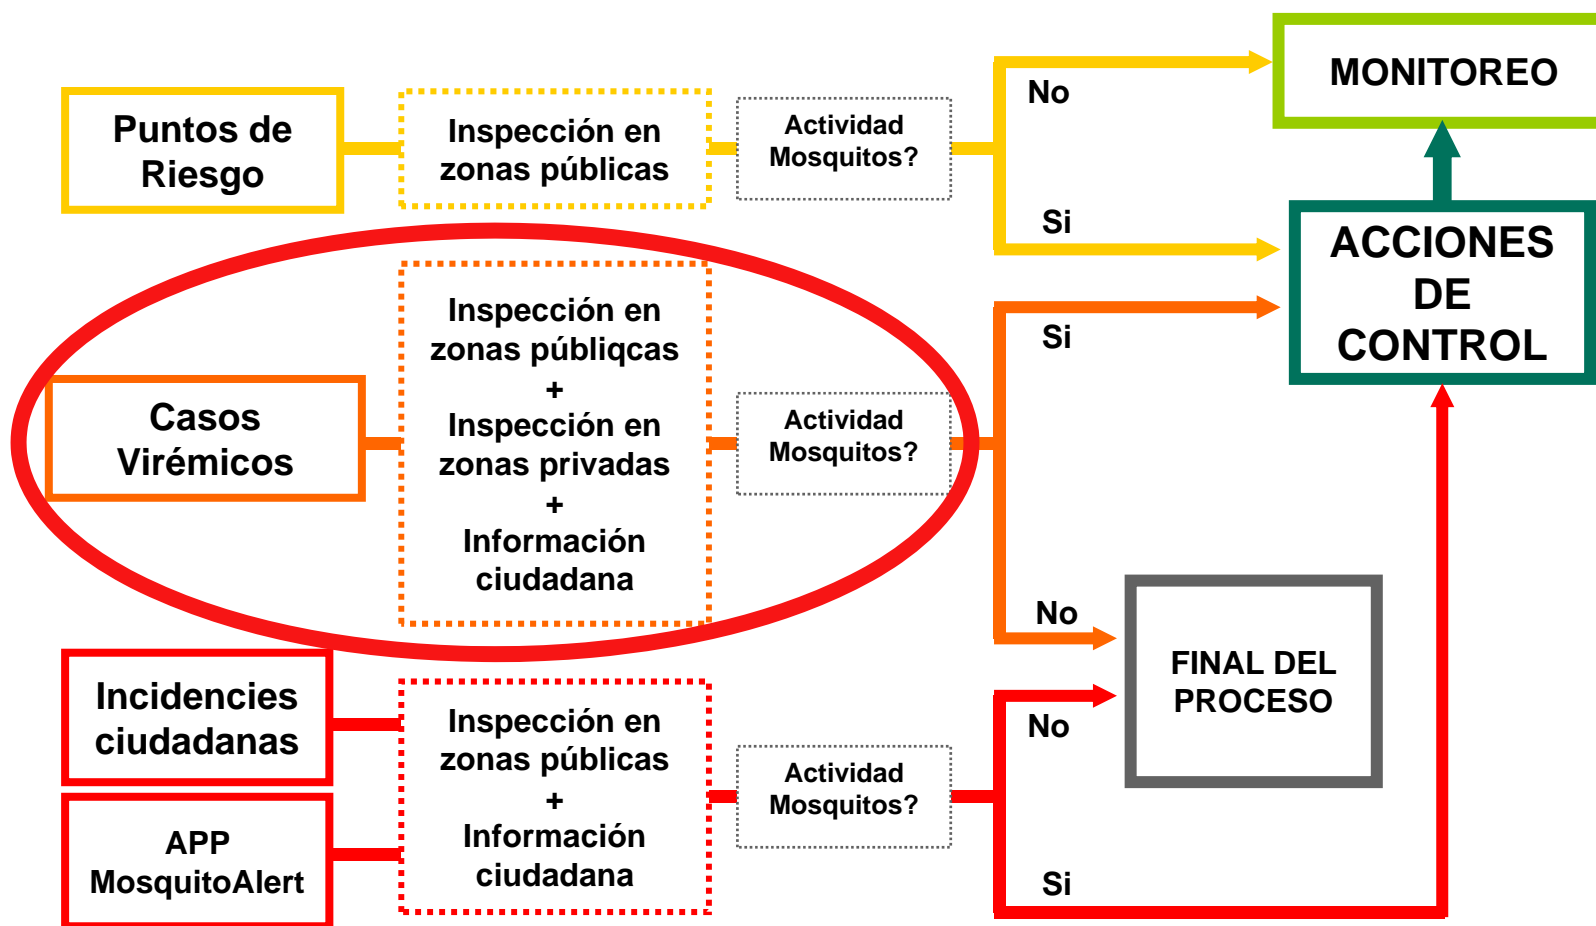 Puntos de
Riesgo
Inspección en
zonas públicas
Actividad
Mosquitos?
No
Si
MONITOREO
ACCIONES
DE
CONTROL
Casos
Virémicos
Inspección en
zonas públiqcas
+
Inspección en
zonas privadas
+
Información
ciudadana
Actividad
Mosquitos?
Si
No
FINAL DEL
PROCESO
Incidencies
ciudadanas
APP
MosquitoAlert
Inspección en
zonas públicas
+
Información
ciudadana
Actividad
Mosquitos?
No
Si